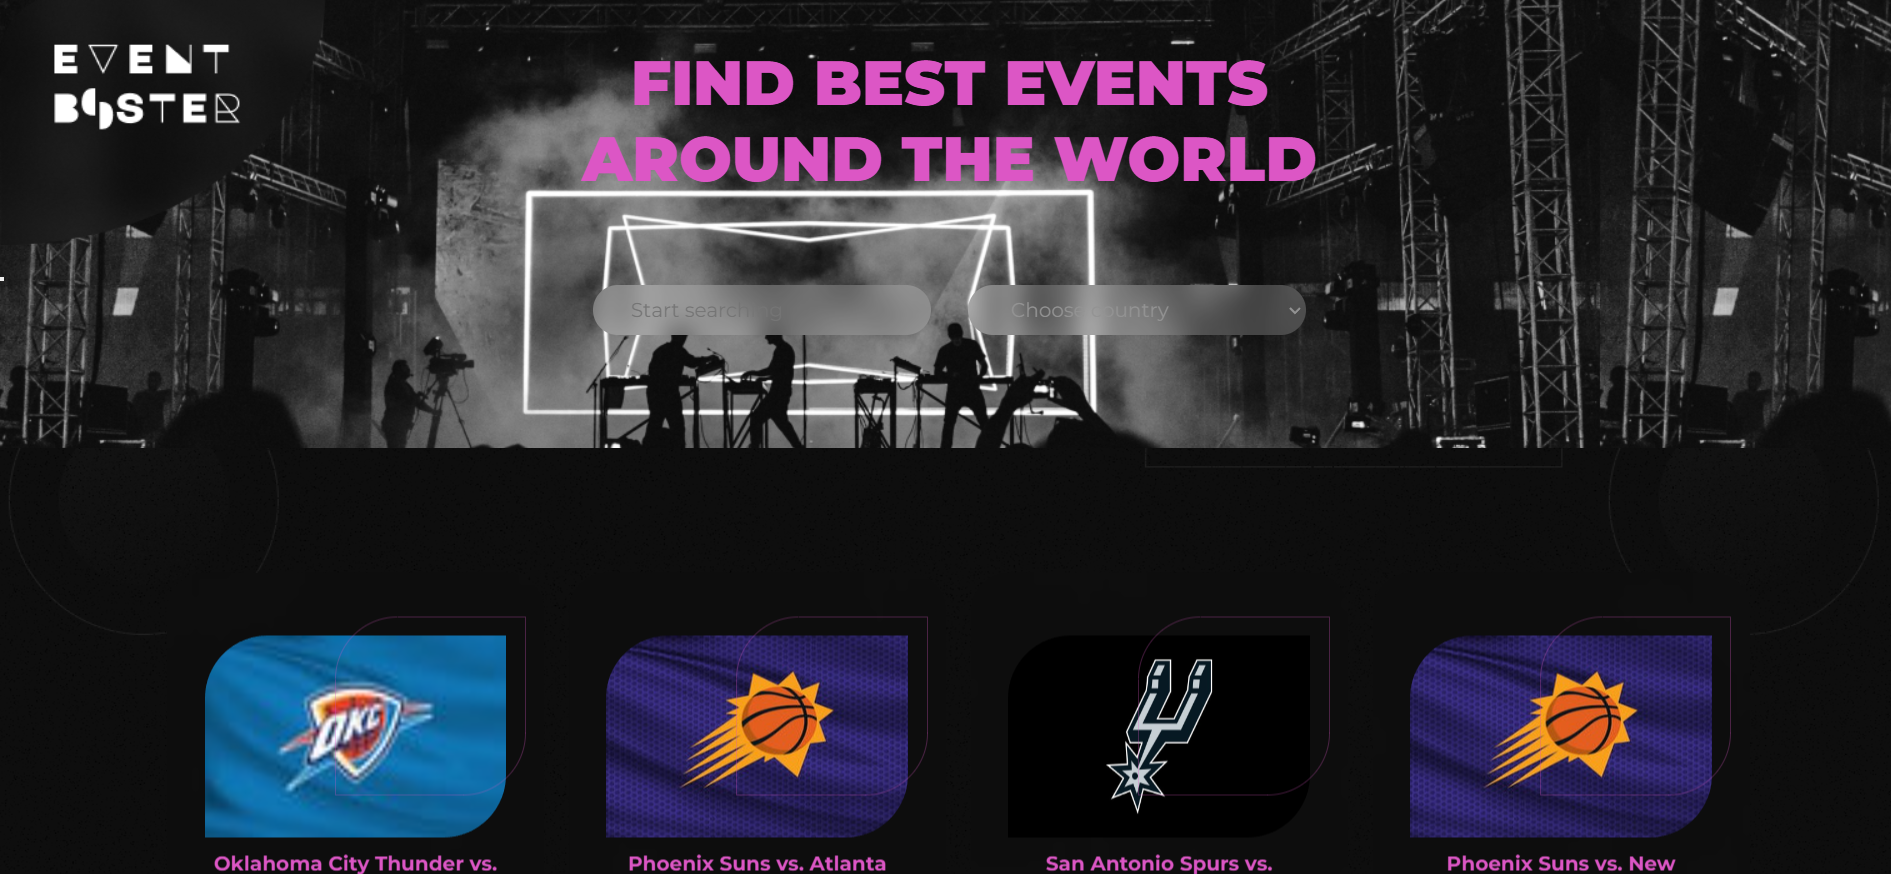 EVENT
BOOSTER
FIND BEST EVENTS
AROUND THE WORLD
Start searching
Choose country
OKC
Oklahoma City Thunder vs.
Phoenix Suns vs. Atlanta
San Antonio Spurs vs.
Phoenix Suns vs. New